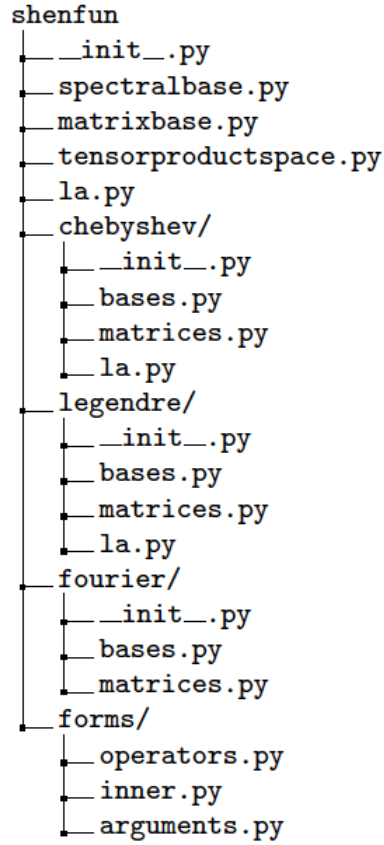 shenfun
__init__.py
spectralbase.py
matrixbase.py
tensorproductspace.py
la.py
chebyshev/
__init__.py
bases.py
matrices.py
la.py
legendre/
__init__.py
bases.py
matrices.py
la.py
fourier/
__init__.py
bases.py
matrices.py
forms/
operators.py
inner.py
arguments.py